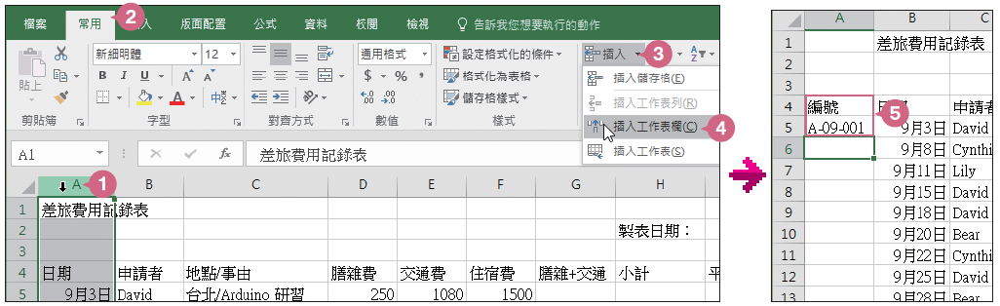 檔案 常用 入 版面配置 公式 資料 校閱 檢視 告訴我您想要執行的動作
2
新細明體 12 通用格式 設定格式化的條件 插入
3
貼上 B I U A A 中 $ % , 格式化為表格 插入儲存格(E)
儲存格樣式 插入工作表列(R)
剪貼簿 字型 對齊方式 數值 樣式 插入工作表欄(C)
4
插入工作表(S)
A1 fx 差旅費用記錄表
A B C D E F G H
1
1 差旅費用記錄表
2 製表日期：
3
4 日期 申請者 地點/事由 膳雜費 交通費 住宿費 膳雜+交通 小計
5 9月3日 David 台北/Arduino 研習 250 1080 1500
A B C
1 差旅費用記錄表
2
3
4 編號 申請者
5
5 A-09-001 9月3日 David
6 9月8日 Cynthi
7 9月11日 Lily
8 9月15日 David
9 9月18日 David
10 9月20日 Bear
11 9月22日 Cynthi
12 9月25日 David
13 9月28日 Bear